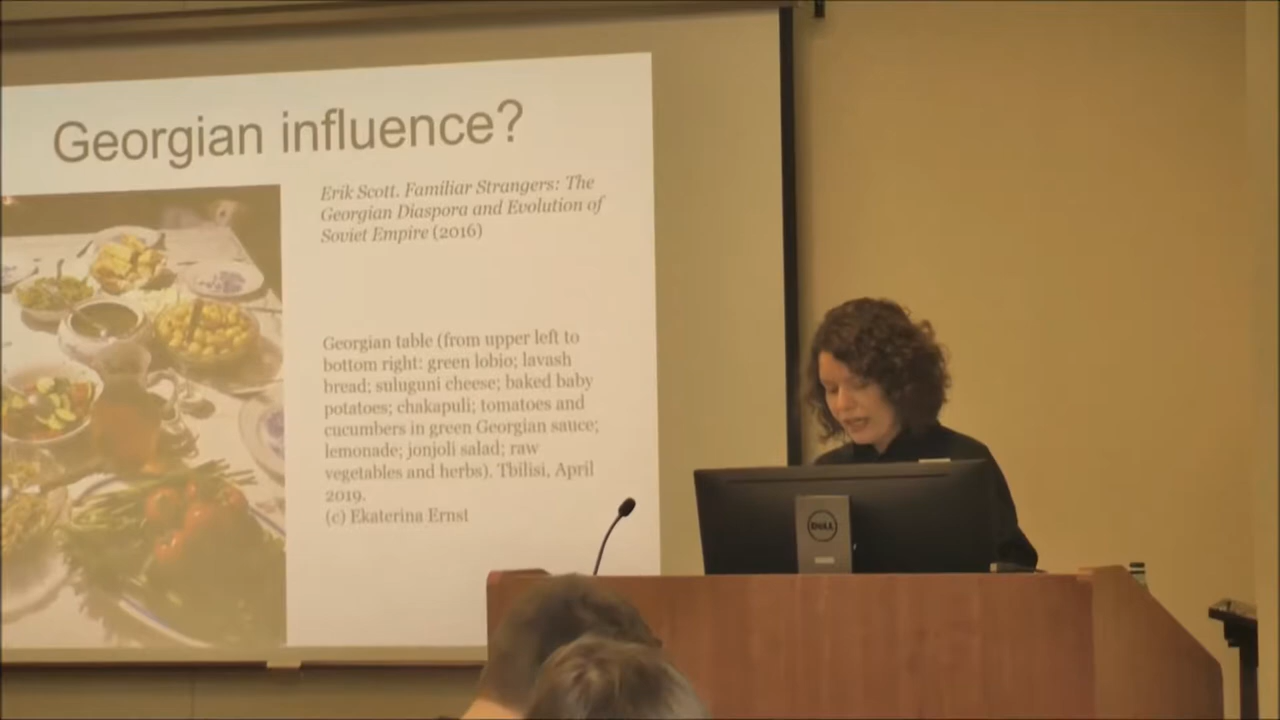 Georgian influence?
Erik Scott. Familiar Strangers: The
Georgian Diaspora and Evolution of
Soviet Empire (2016)
Georgian table (from upper left to
bottom right: green lobio; lavash
bread; suluguni cheese; baked baby
potatoes; chakapuli; tomatoes and
cucumbers in green Georgian sauce;
lemonade; jonjoli salad; raw
vegetables and herbs). Tbilisi, April
2019.
(c) Ekaterina Ernst
DELL